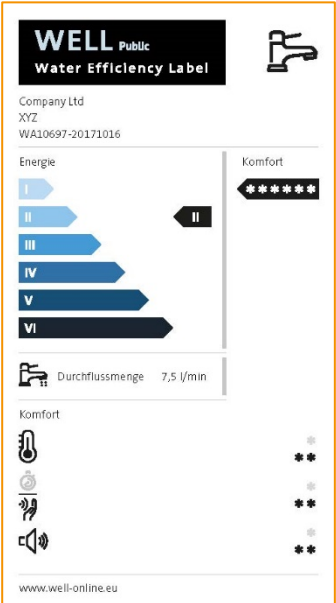 WELL Public
Water Efficiency Label
Company Ltd
XYZ
WA10697-20171016
Energie
Komfort
I
II
II
III
IV
V
VI
******
Durchflussmenge 7,5 l/min
Komfort
*
**
*
**
*
**
www.well-online.eu